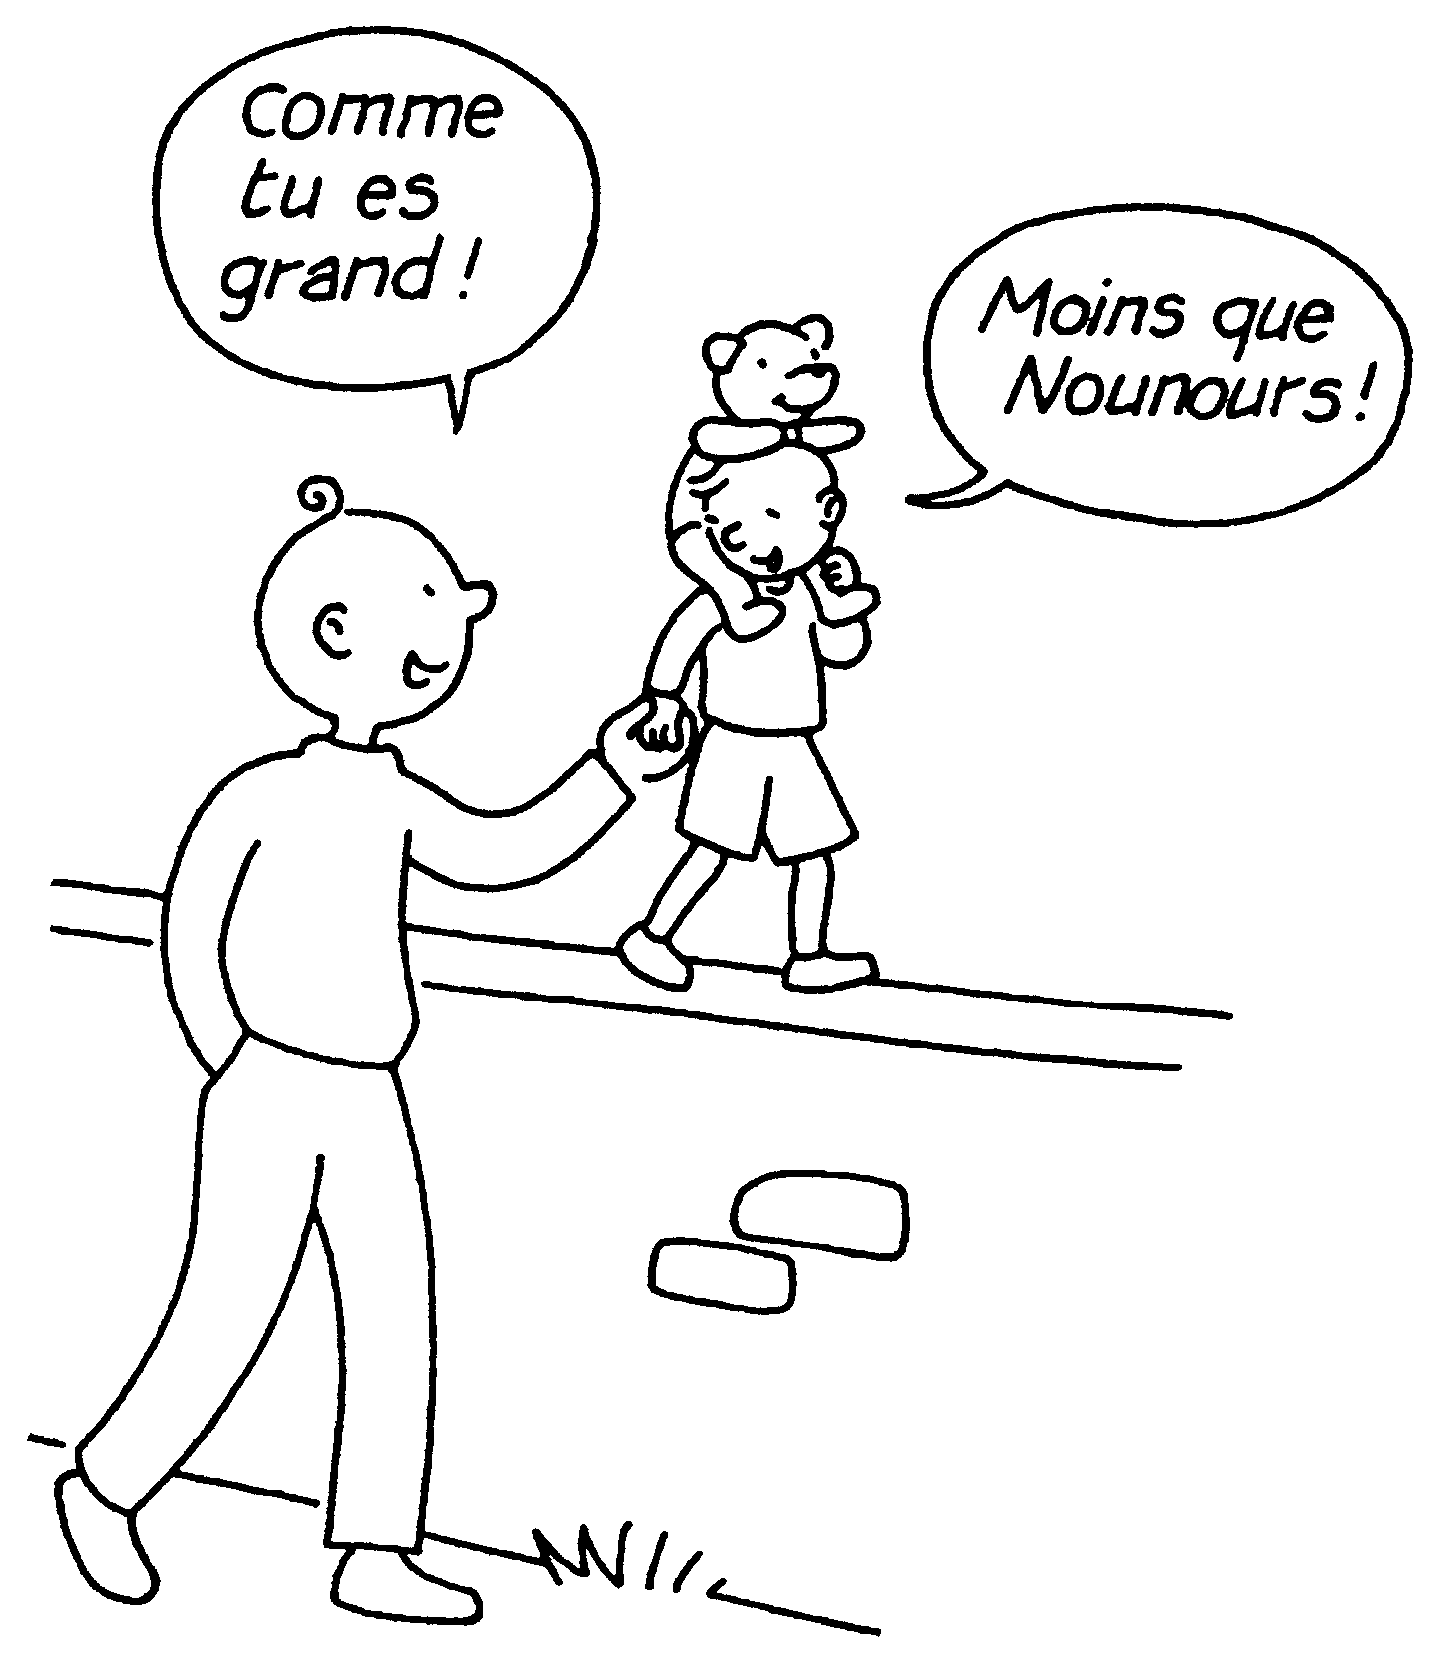 Comme
tu es
grand !
Moins que
Nounours !